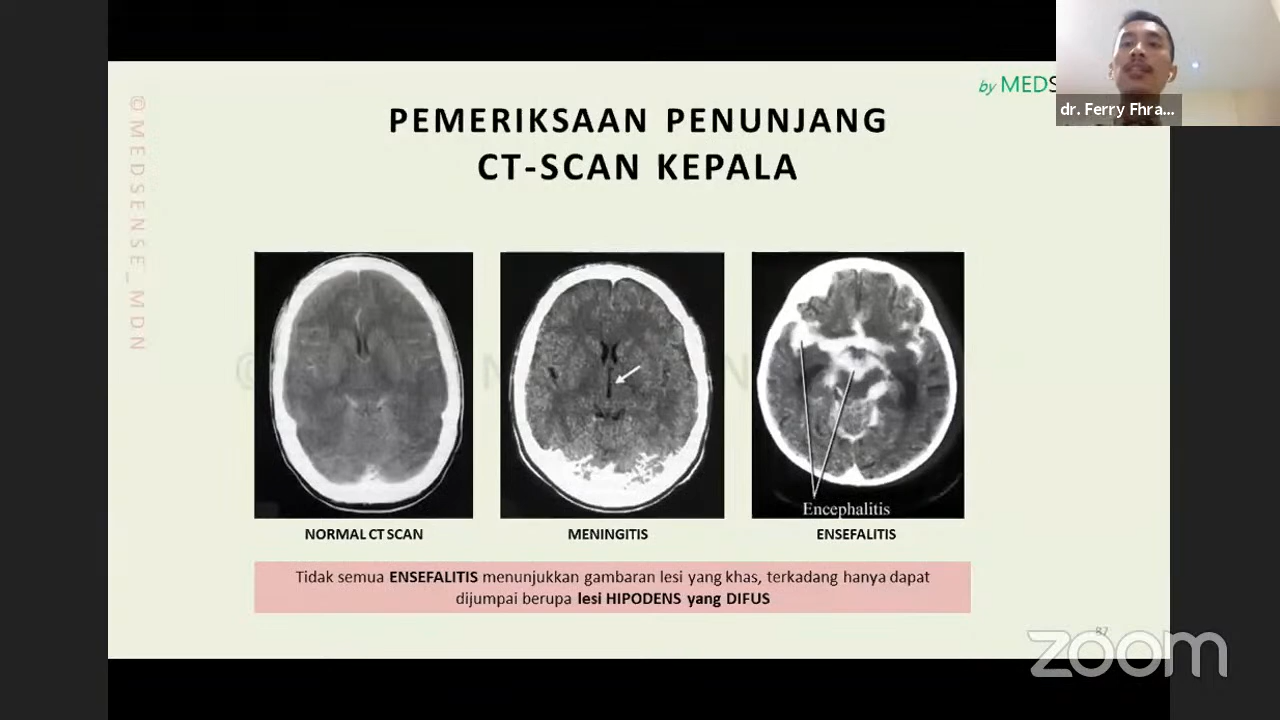 by MEDS
dr. Ferry Fhra...
©MEDSENSE_MDN
PEMERIKSAAN PENUNJANG
CT-SCAN KEPALA
Encephalitis
NORMAL CT SCAN
MENINGITIS
ENSEFALITIS
Tidak semua ENSEFALITIS menunjukkan gambaran lesi yang khas, terkadang hanya dapat
dijumpai berupa lesi HIPODENS yang DIFUS
87
zoom